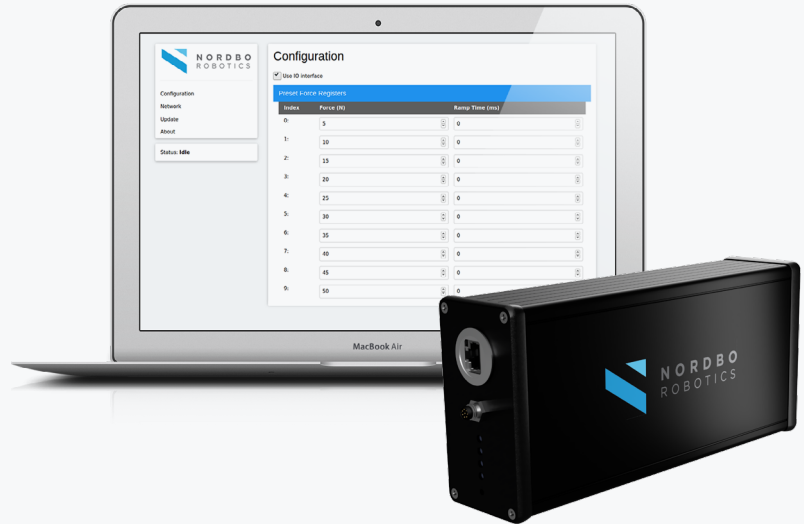 NORDBO
ROBOTICS
Configuration
Network
Update
About
Status: Idle
Configuration
Use IO interface
Preset Force Registers
Index Force (N) Ramp Time (ms)
0: 5 0
1: 10 0
2: 15 0
3: 20 0
4: 25 0
5: 30 0
6: 35 0
7: 40 0
8: 45 0
9: 50 0
MacBook Air
NORDBO
ROBOTICS